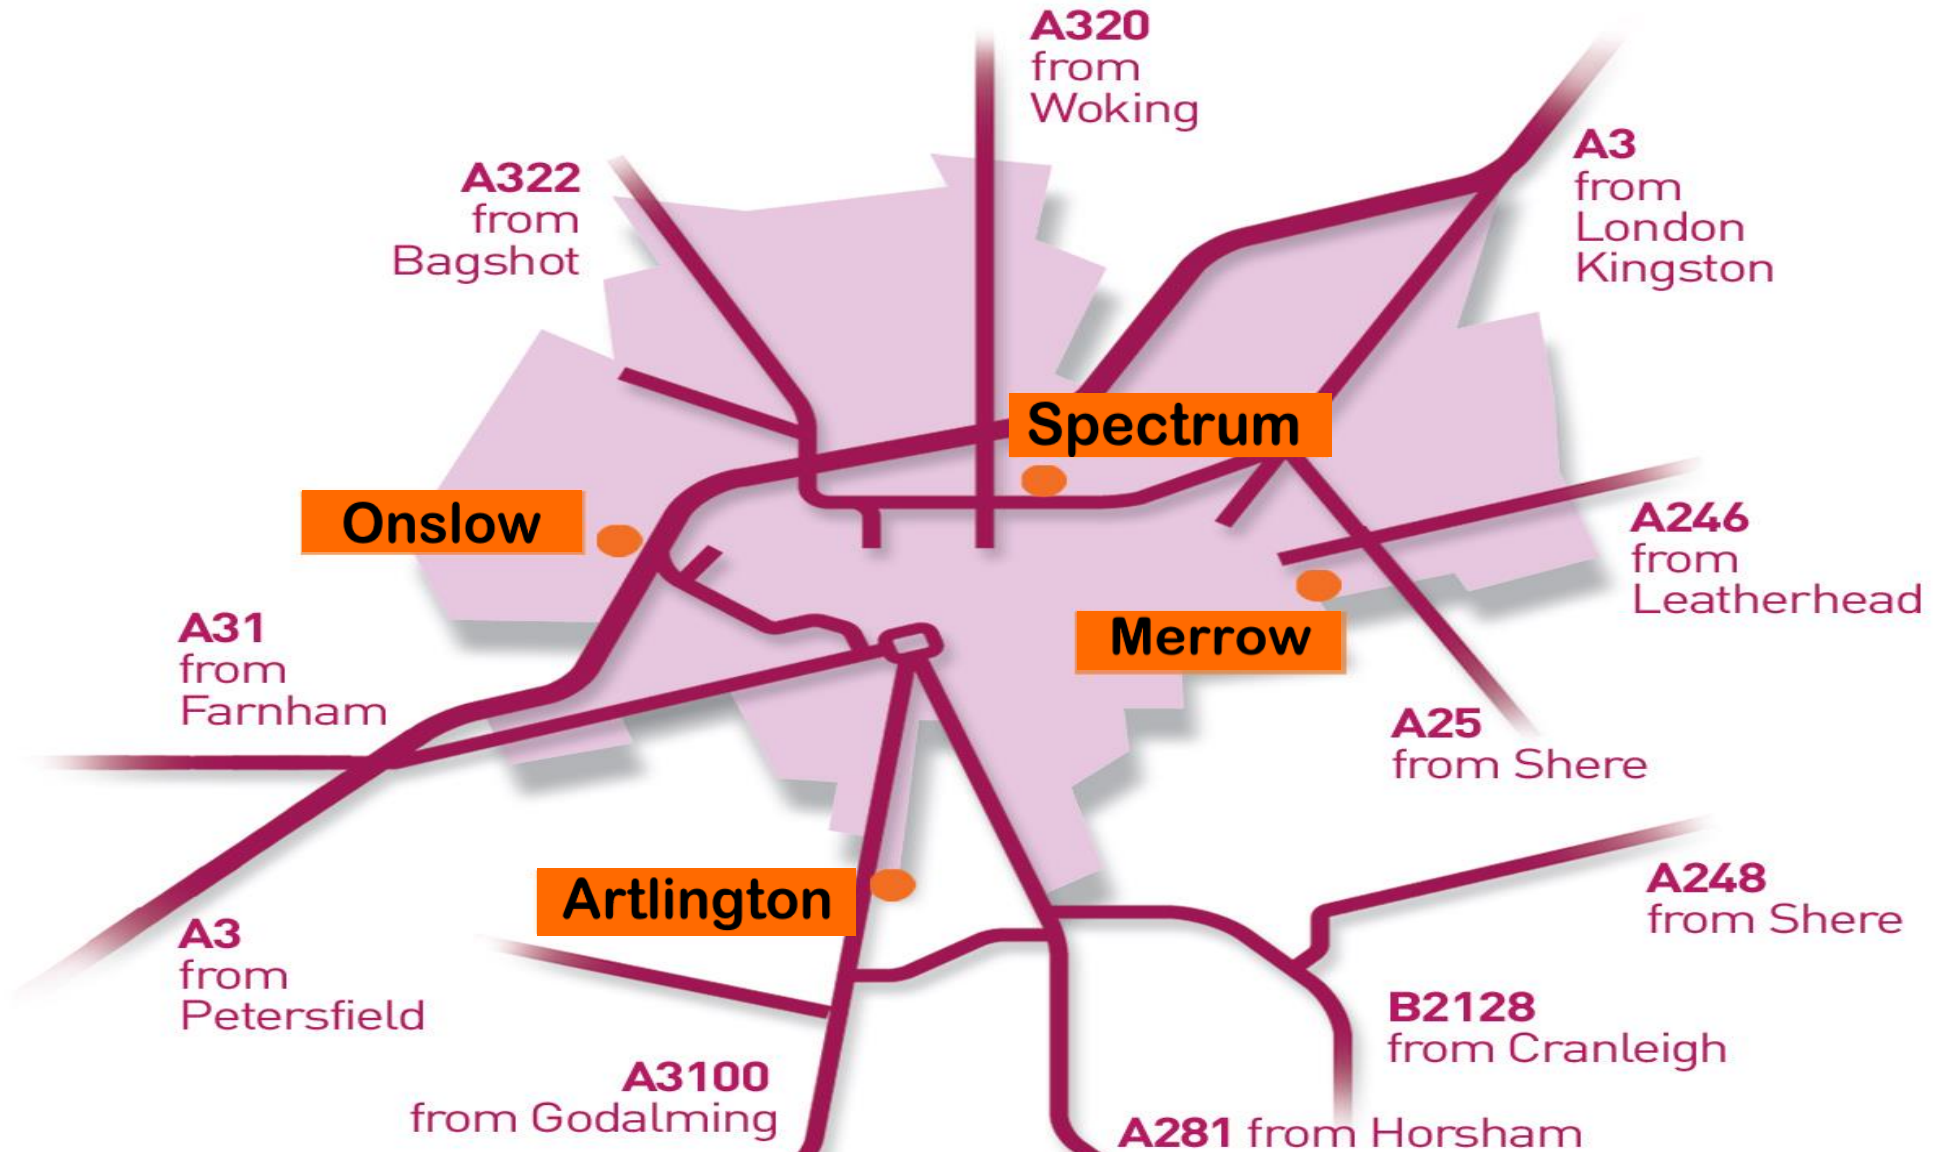 A320
from
Woking
A3
from
London
Kingston
A322
from
Bagshot
Spectrum
Onslow
A246
from
Leatherhead
Merrow
A31
from
Farnham
A25
from Shere
Artlington
A248
from Shere
A3
from
Petersfield
B2128
from Cranleigh
A3100
from Godalming
A281 from Horsham